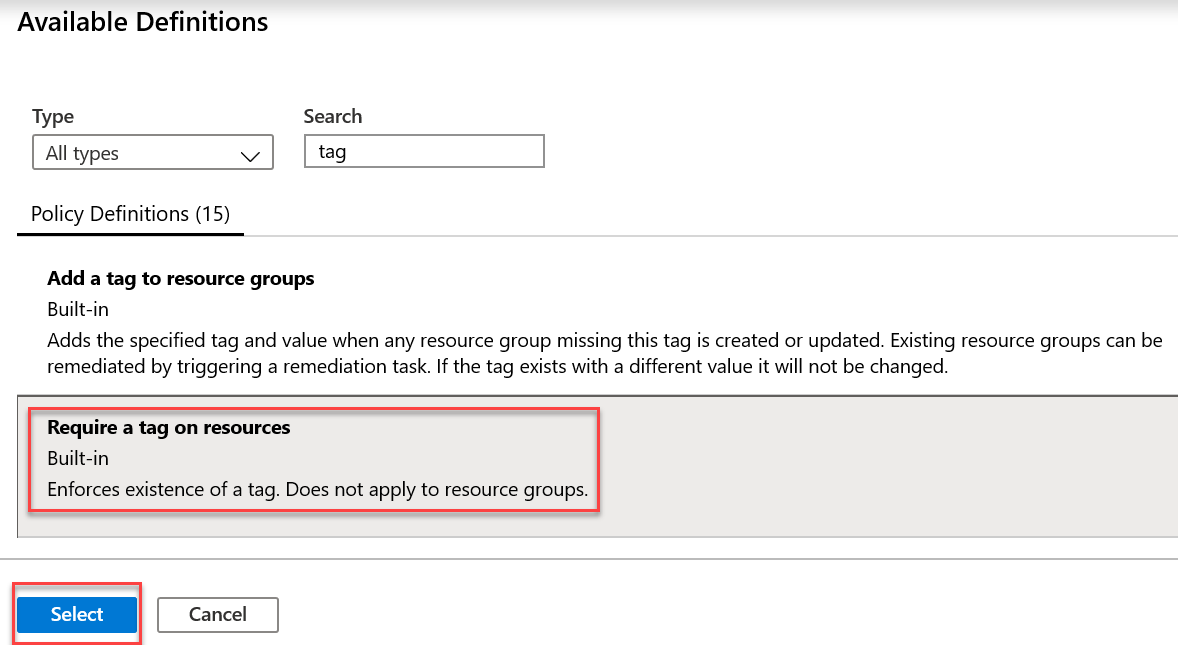 Available Definitions
Type
Search
All types
tag
Policy Definitions (15)
Add a tag to resource groups
Built-in
Adds the specified tag and value when any resource group missing this tag is created or updated. Existing resource groups can be
remediated by triggering a remediation task. If the tag exists with a different value it will not be changed.
Require a tag on resources
Built-in
Enforces existence of a tag. Does not apply to resource groups.
Select
Cancel